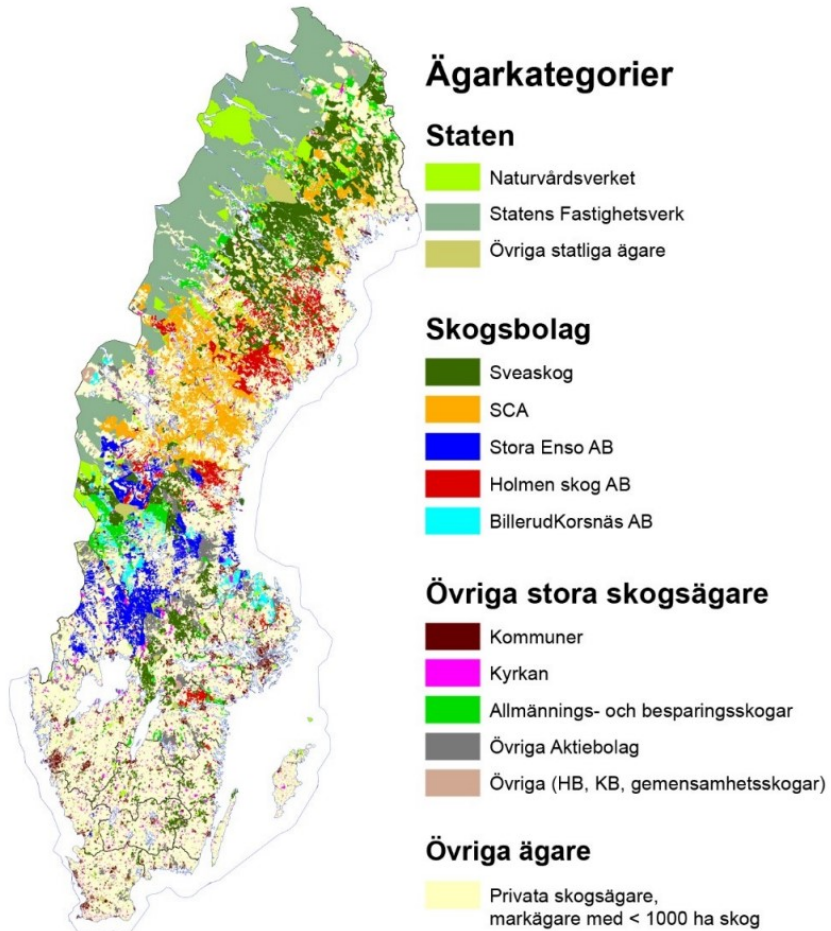 Ägarkategorier
Staten
Naturvårdsverket
Statens Fastighetsverk
Övriga statliga ägare
Skogsbolag
Sveaskog
SCA
Stora Enso AB
Holmen skog AB
BillerudKorsnäs AB
Övriga stora skogsägare
Kommuner
Kyrkan
Allmännings- och besparingsskogar
Övriga Aktiebolag
Övriga (HB, KB, gemensamhetsskogar)
Övriga ägare
Privata skogsägare,
markägare med < 1000 ha skog